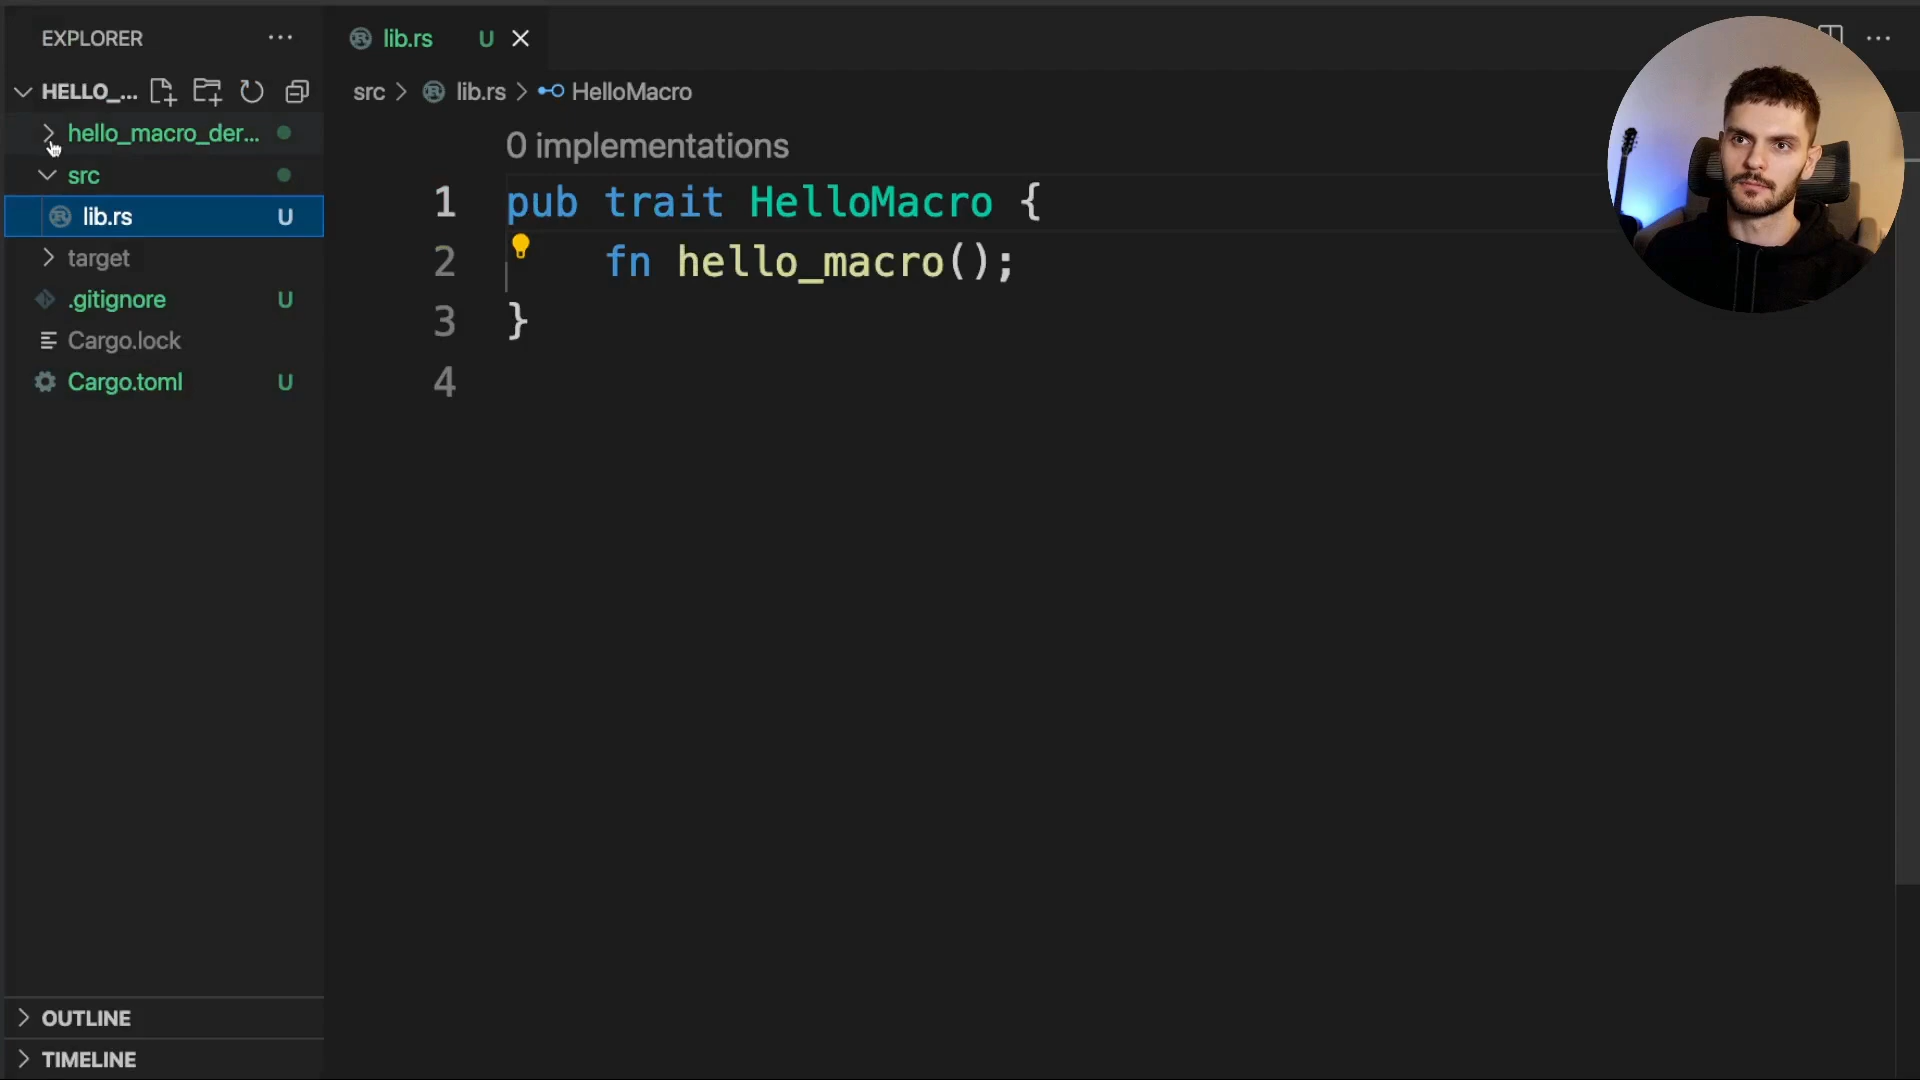 EXPLORER
HELLO_...
hello_macro_der...
src
lib.rs U
target
.gitignore U
Cargo.lock
Cargo.toml U
OUTLINE
TIMELINE
lib.rs U
src > lib.rs > HelloMacro
0 implementations
1 pub trait HelloMacro {
2 fn hello_macro();
3 }
4